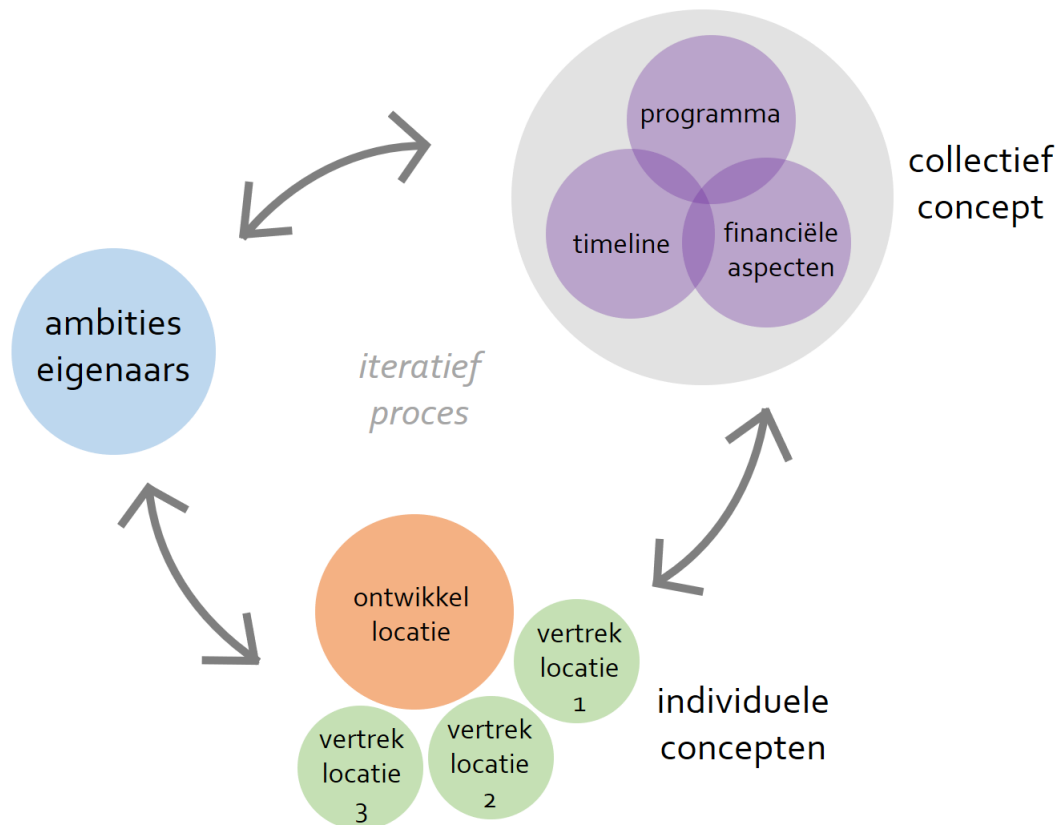 programma
timeline
financiële
aspecten
collectief
concept
ambities
eigenaars
iteratief
proces
ontwikkel
locatie
vertrek
locatie
1
vertrek
locatie
2
vertrek
locatie
3
individuele
concepten